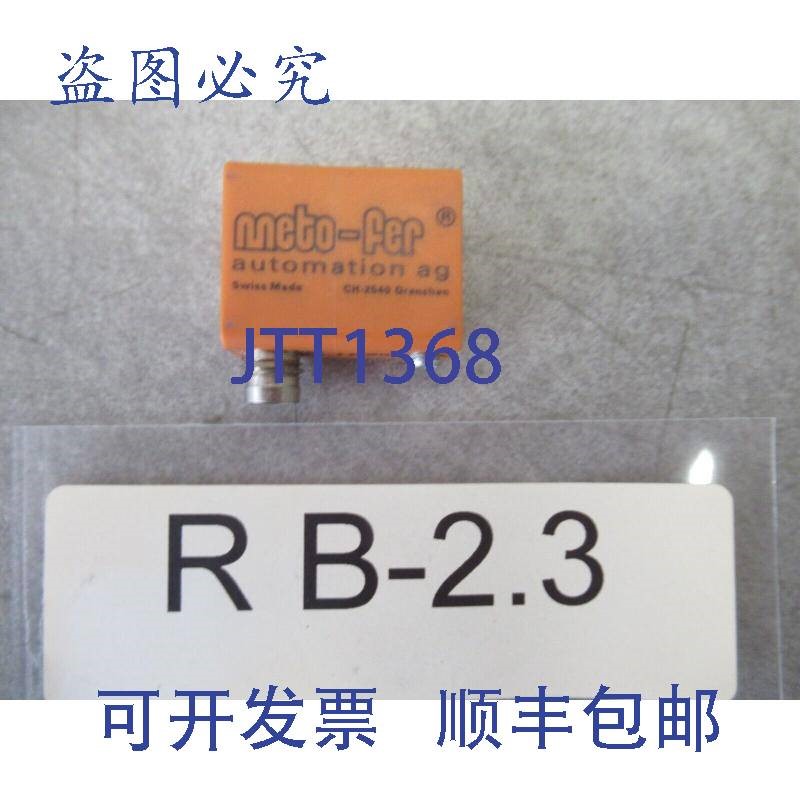 盗图必究
meto-fer ®
automation ag
Swiss Made CH-2540 Grenchen
JTT1368
R B-2.3
可开发票 顺丰包邮